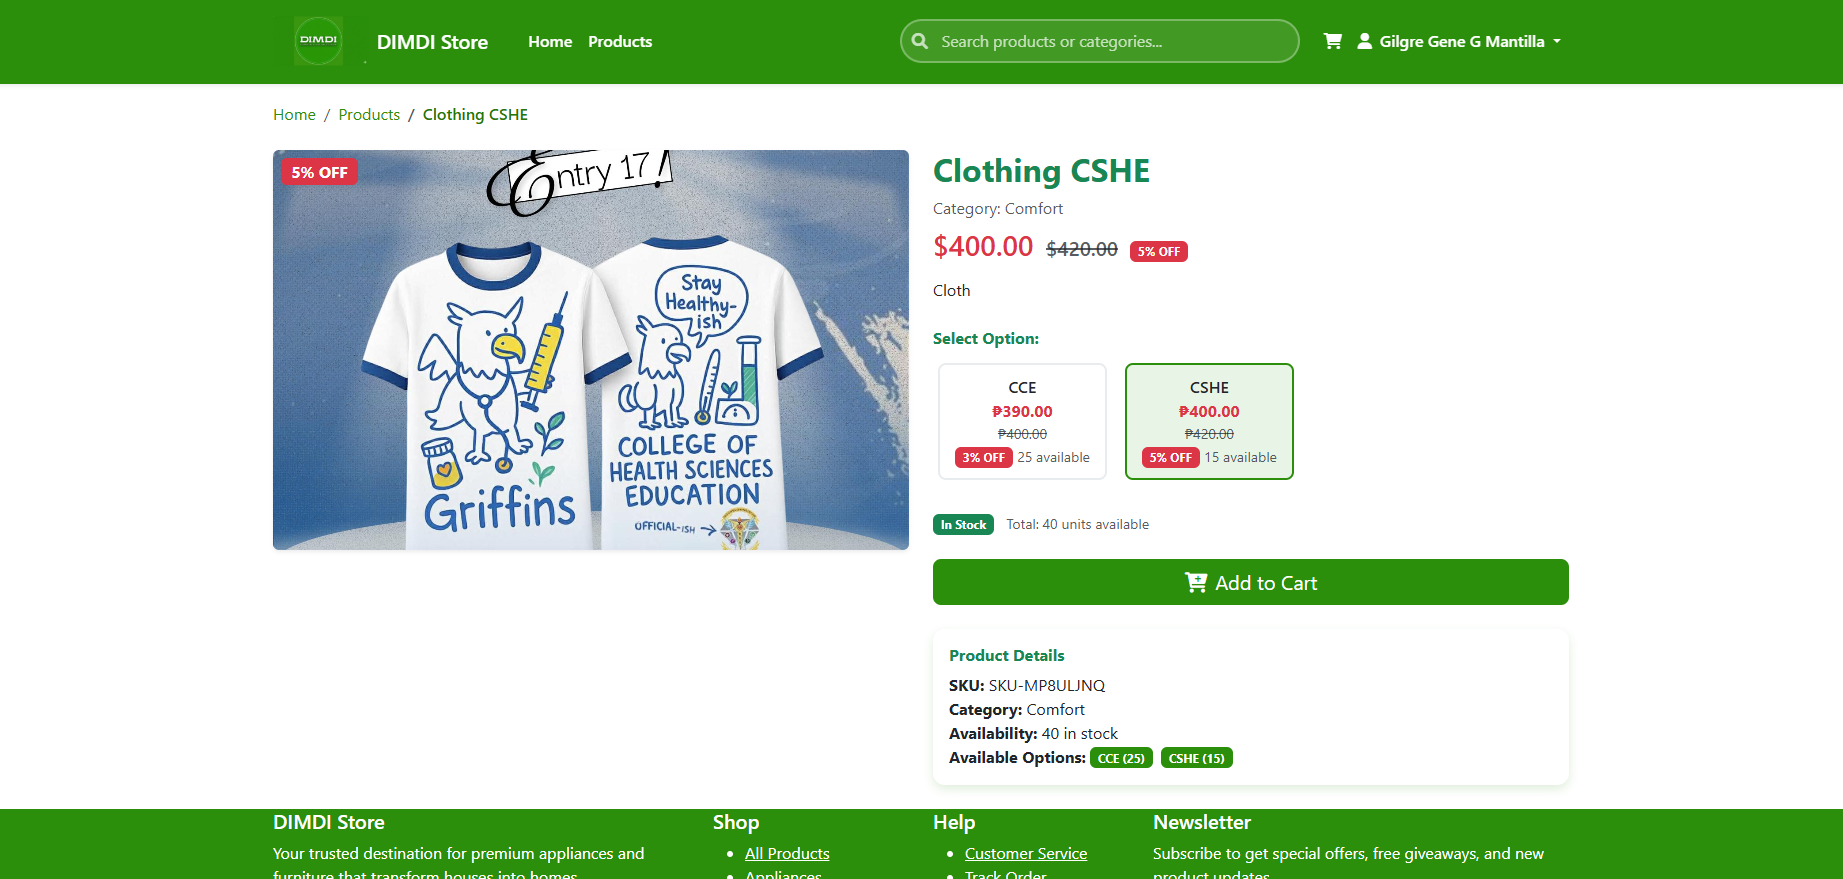 DIMDI
DIMDI Store
Home
Products
Search products or categories...
Gilgre Gene G Mantilla
Home / Products / Clothing CSHE
5% OFF
Entry 17!
Stay
Healthy-
ish
Griffins
COLLEGE OF
HEALTH SCIENCES
EDUCATION
OFFICIAL-ISH
Clothing CSHE
Category: Comfort
$400.00 $420.00 5% OFF
Cloth
Select Option:
CCE
₱390.00
₱400.00
3% OFF 25 available
CSHE
₱400.00
₱420.00
5% OFF 15 available
In Stock Total: 40 units available
Add to Cart
Product Details
SKU: SKU-MP8ULJNQ
Category: Comfort
Availability: 40 in stock
Available Options: CCE (25) CSHE (15)
DIMDI Store
Your trusted destination for premium appliances and
furniture that transform houses into homes.
Shop
All Products
Appliances
Help
Customer Service
Track Order
Newsletter
Subscribe to get special offers, free giveaways, and new
product updates.